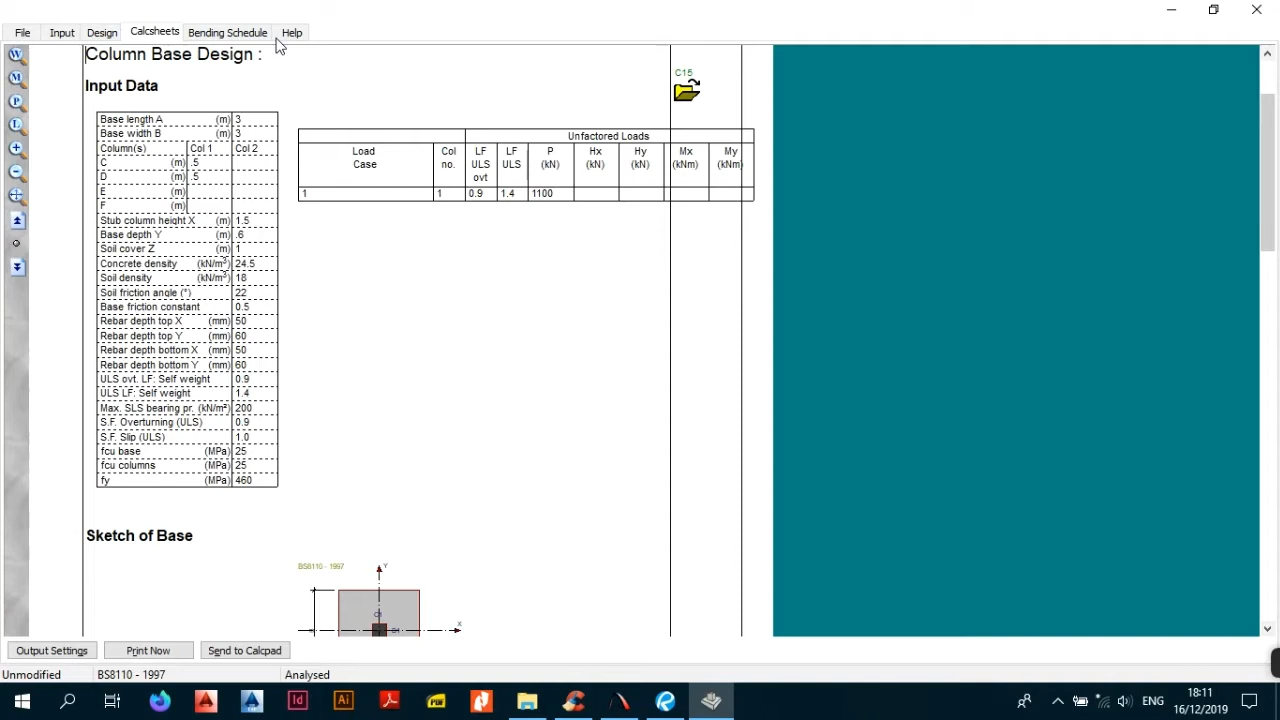 File Input Design Calcsheets Bending Schedule Help
Column Base Design :
C15
Input Data
Base length A (m) 3
Base width B (m) 3
Column(s) Col 1 Col 2
C (m) .5
D (m) .5
E (m)
F (m)
Stub column height X (m) 1.5
Base depth Y (m) .6
Soil cover Z (m) 1
Concrete density (kN/m³) 24.5
Soil density (kN/m³) 18
Soil friction angle (°) 22
Base friction constant 0.5
Rebar depth top X (mm) 50
Rebar depth top Y (mm) 60
Rebar depth bottom X (mm) 50
Rebar depth bottom Y (mm) 60
ULS ovt. LF: Self weight 0.9
ULS LF: Self weight 1.4
Max. SLS bearing pr. (kN/m²) 200
S.F. Overturning (ULS) 0.9
S.F. Slip (ULS) 1.0
fcu base (MPa) 25
fcu columns (MPa) 25
fy (MPa) 460
Unfactored Loads
Load Col LF LF P Hx Hy Mx My
Case no. ULS ULS (kN) (kN) (kN) (kNm) (kNm)
ovt
1 1 0.9 1.4 1100
Sketch of Base
BS8110 - 1997
Y
X
Output Settings Print Now Send to Calcpad
Unmodified BS8110 - 1997 Analysed
18:11
ENG
16/12/2019